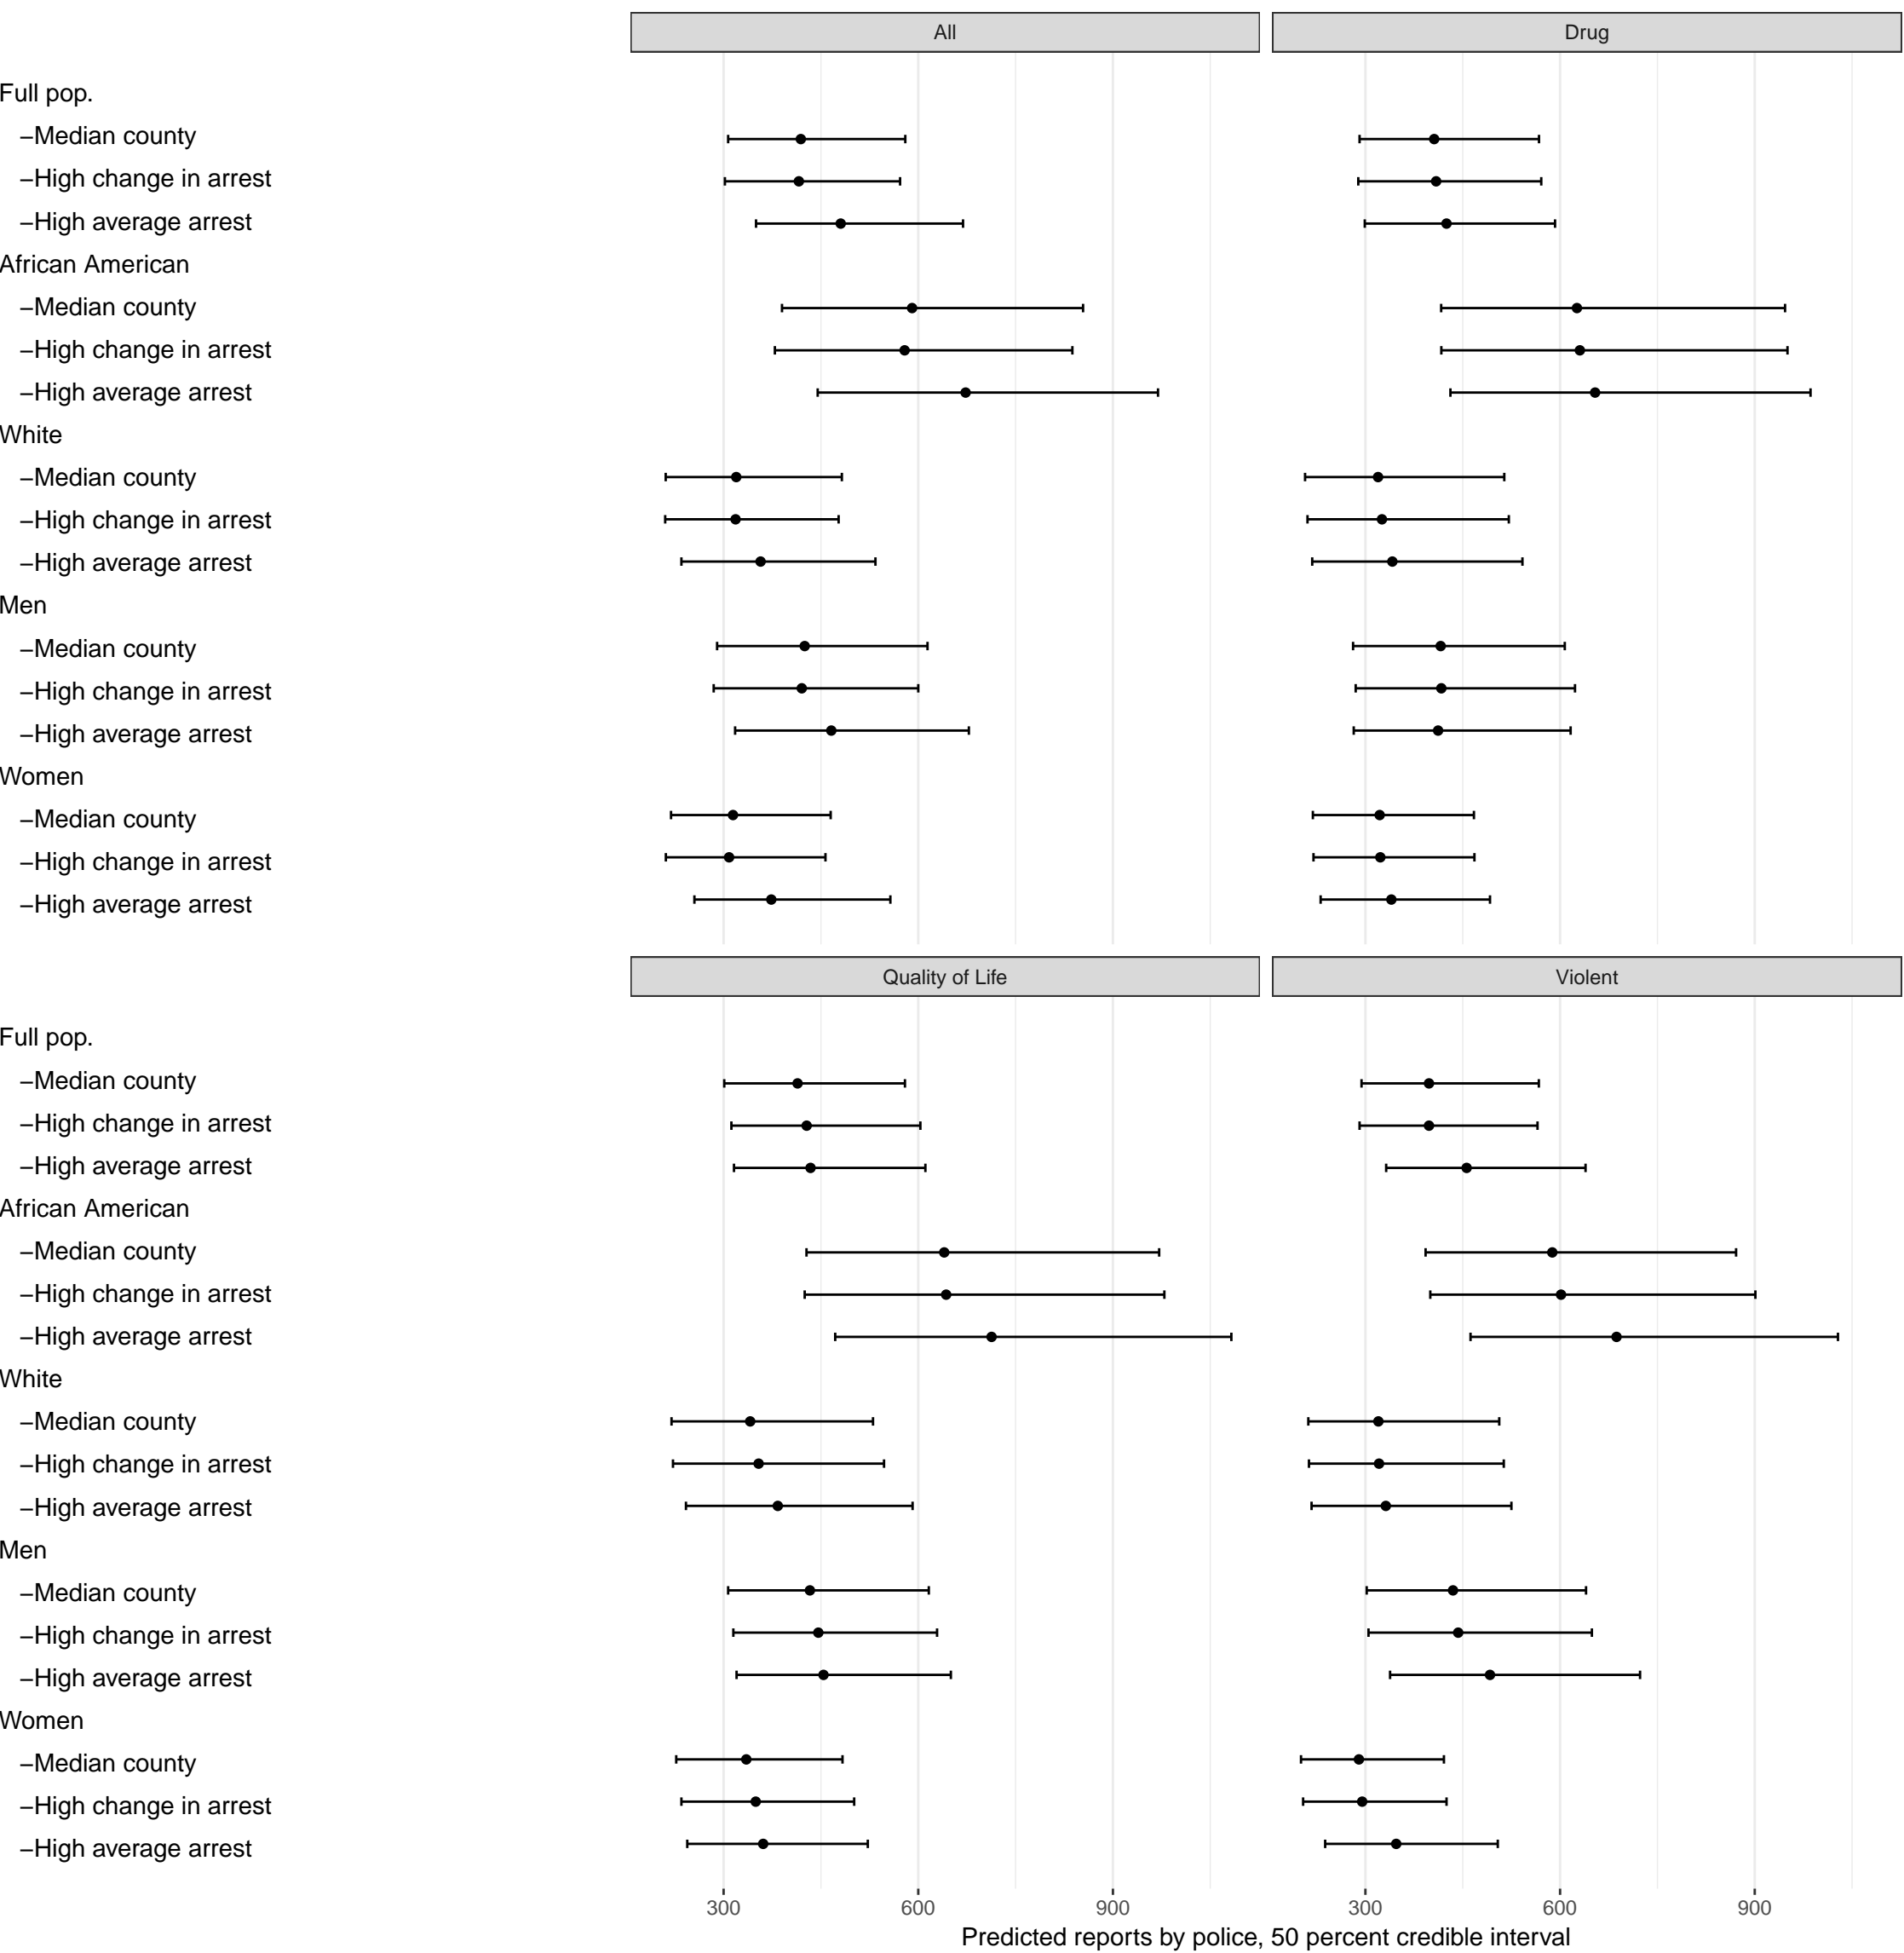 All
Drug
Full pop.
−Median county
−High change in arrest
−High average arrest
African American
−Median county
−High change in arrest
−High average arrest
White
−Median county
−High change in arrest
−High average arrest
Men
−Median county
−High change in arrest
−High average arrest
Women
−Median county
−High change in arrest
−High average arrest
Quality of Life
Violent
Full pop.
−Median county
−High change in arrest
−High average arrest
African American
−Median county
−High change in arrest
−High average arrest
White
−Median county
−High change in arrest
−High average arrest
Men
−Median county
−High change in arrest
−High average arrest
Women
−Median county
−High change in arrest
−High average arrest
300 600 900
300 600 900
Predicted reports by police, 50 percent credible interval